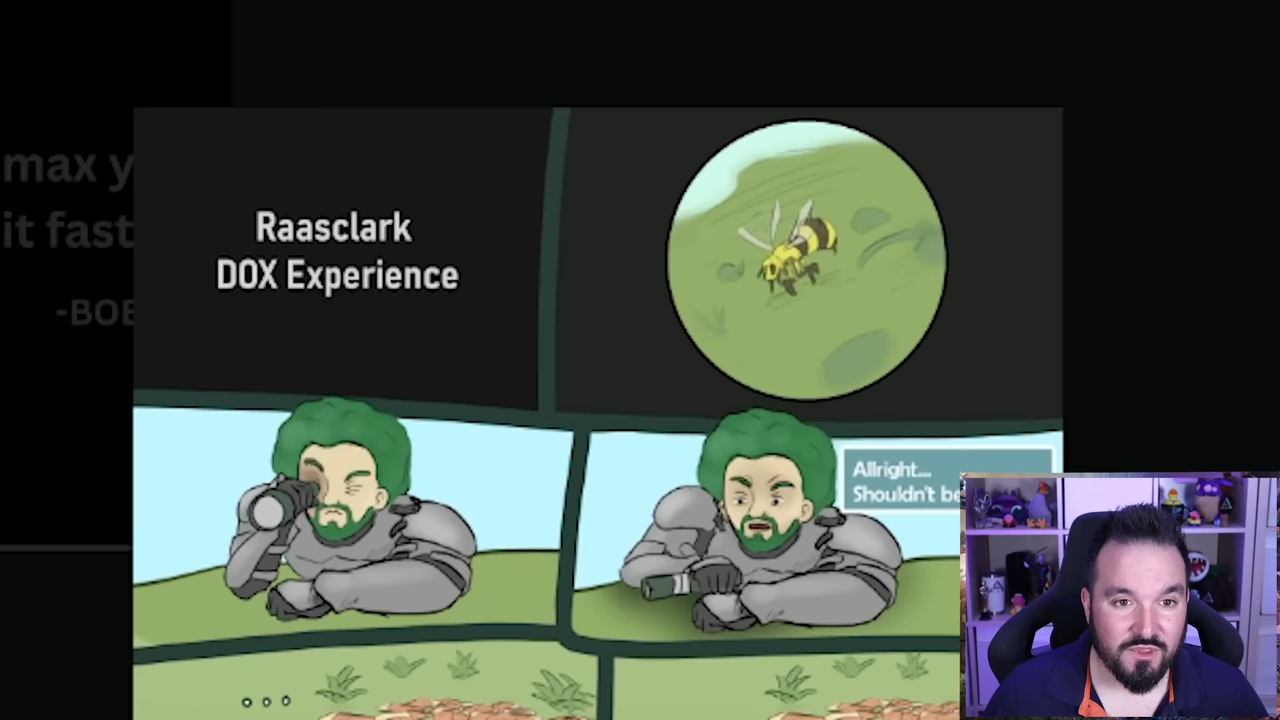 max y
it fast
-BOB
Raasclark
DOX Experience
Allright...
Shouldn't be